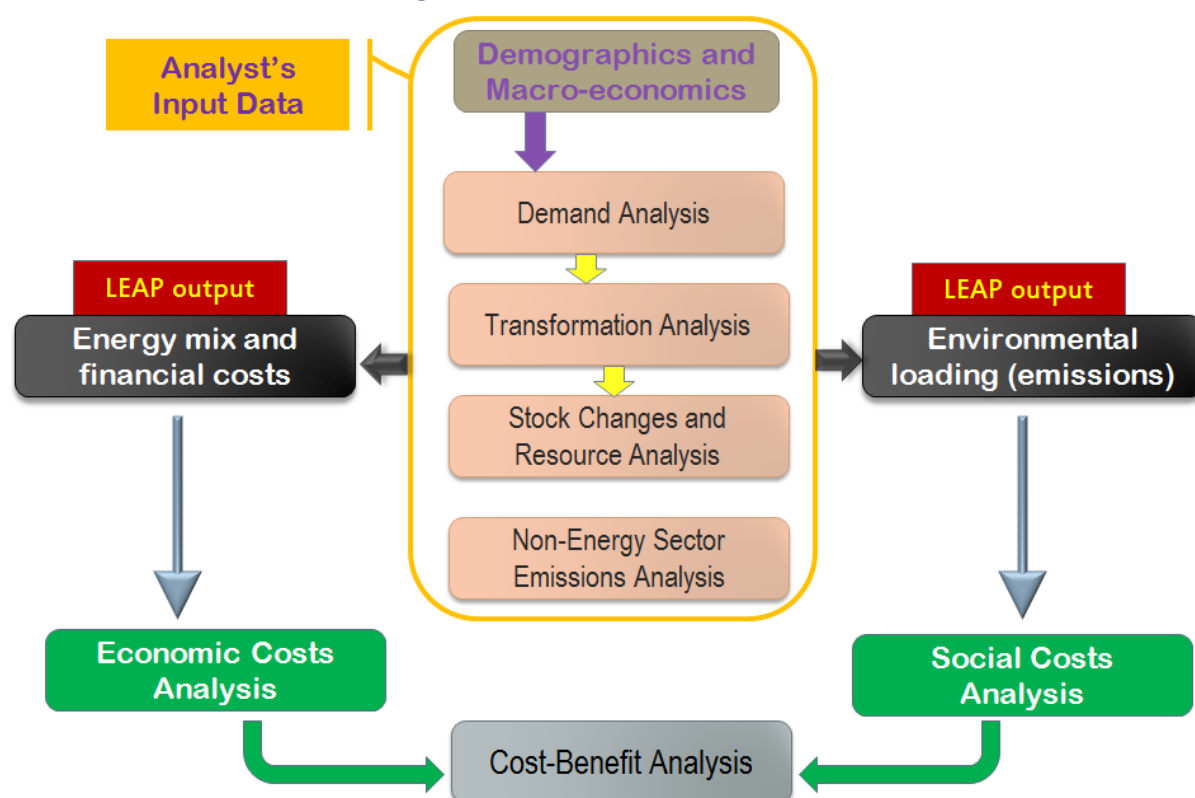 Analyst's
Input Data
Demographics and
Macro-economics
Demand Analysis
Transformation Analysis
Stock Changes and
Resource Analysis
Non-Energy Sector
Emissions Analysis
LEAP output
Energy mix and
financial costs
LEAP output
Environmental
loading (emissions)
Economic Costs
Analysis
Social Costs
Analysis
Cost-Benefit Analysis